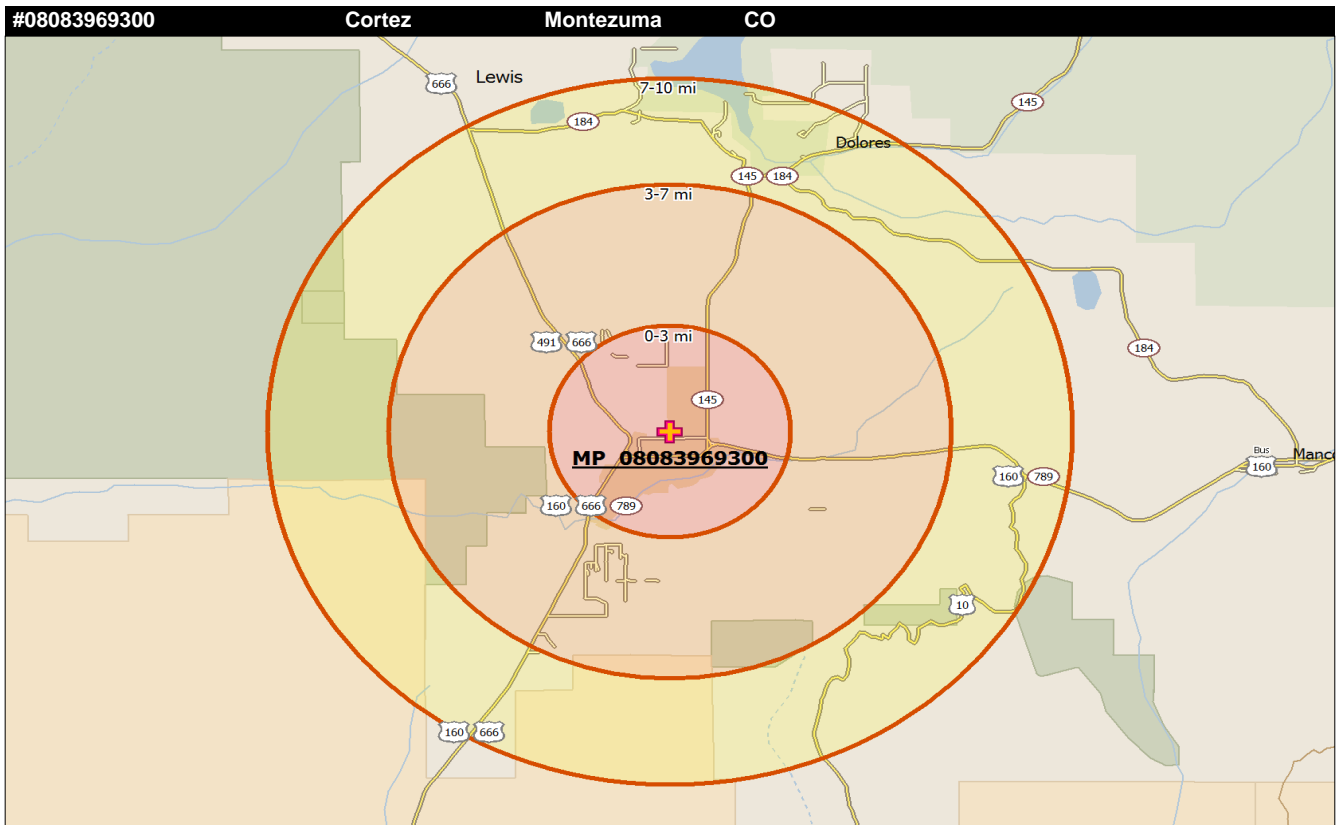 #08083969300 Cortez Montezuma CO
Lewis
666
7-10 mi
145
184
Dolores
145 184
3-7 mi
0-3 mi
491 666
184
145
MP 08083969300
Bus
160
Manco
160 789
160 666 789
10
160 666